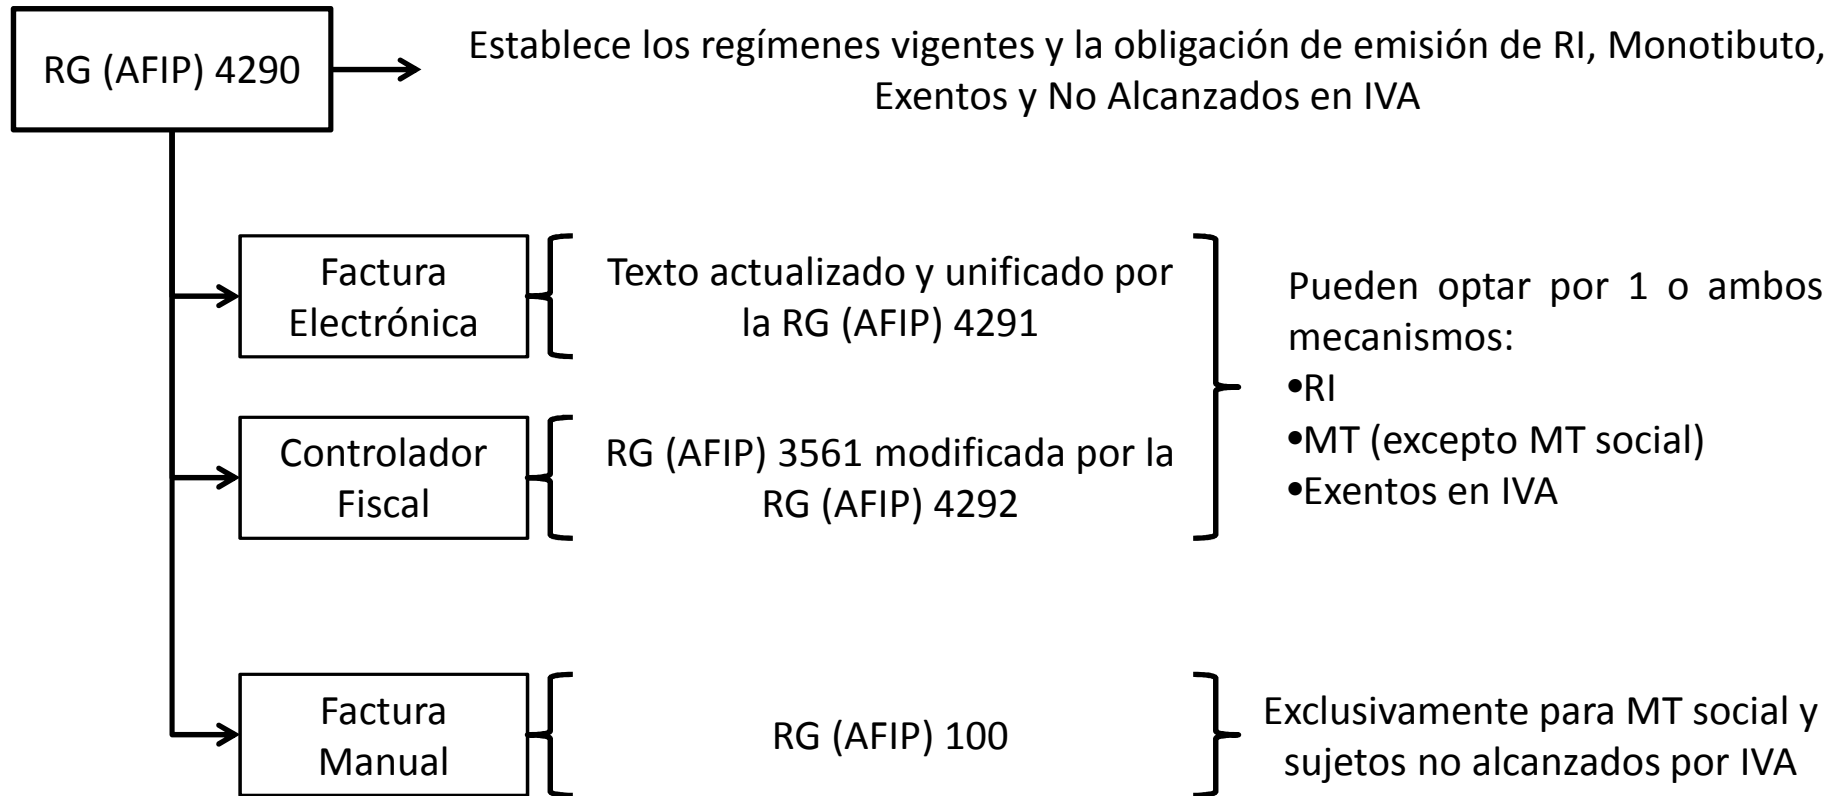 RG (AFIP) 4290
Establece los regímenes vigentes y la obligación de emisión de RI, Monotibuto,
Exentos y No Alcanzados en IVA
Factura
Electrónica
Texto actualizado y unificado por
la RG (AFIP) 4291
Controlador
Fiscal
RG (AFIP) 3561 modificada por la
RG (AFIP) 4292
Pueden optar por 1 o ambos
mecanismos:
•RI
•MT (excepto MT social)
•Exentos en IVA
Factura
Manual
RG (AFIP) 100
Exclusivamente para MT social y
sujetos no alcanzados por IVA